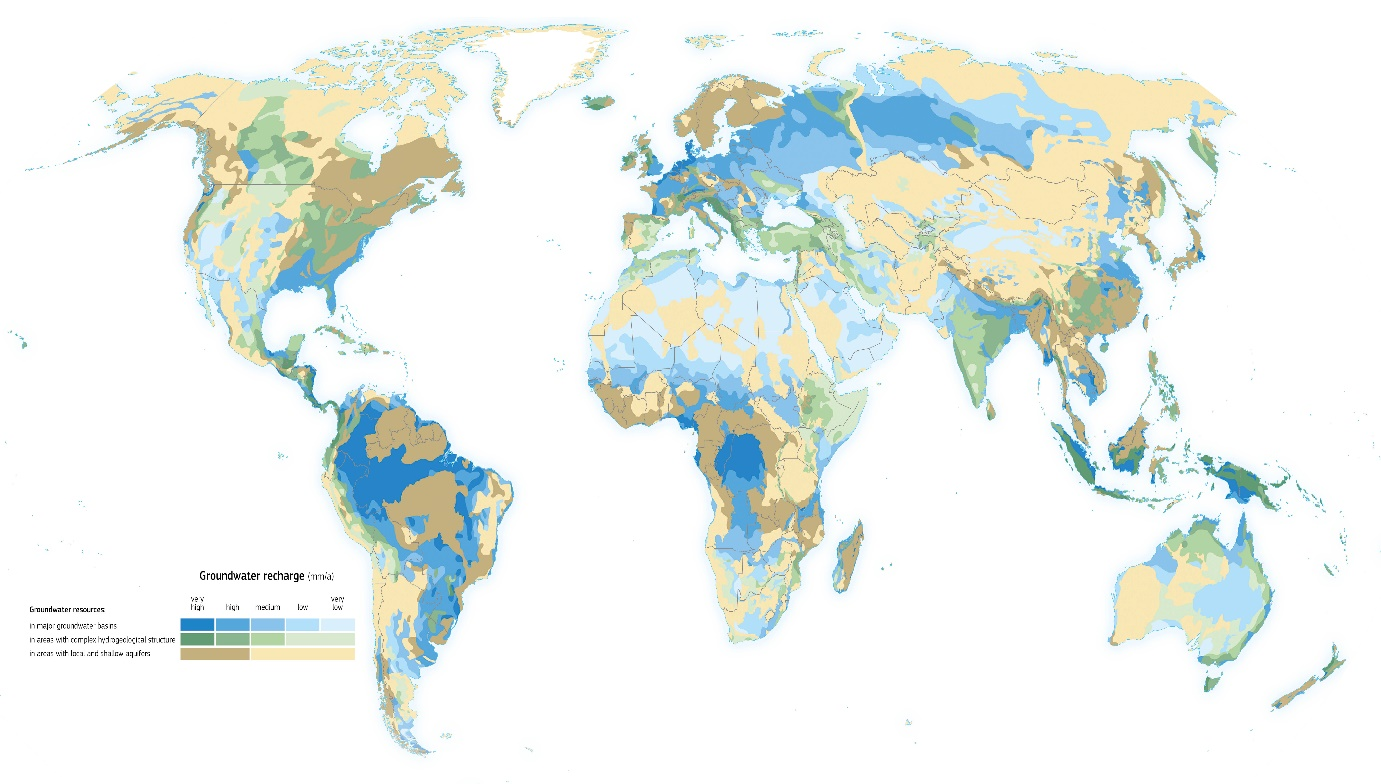 Groundwater recharge (mm/a)
very high high medium low very low
Groundwater resources:
in major groundwater basins
in areas with complex hydrogeological structure
in areas with local and shallow aquifers